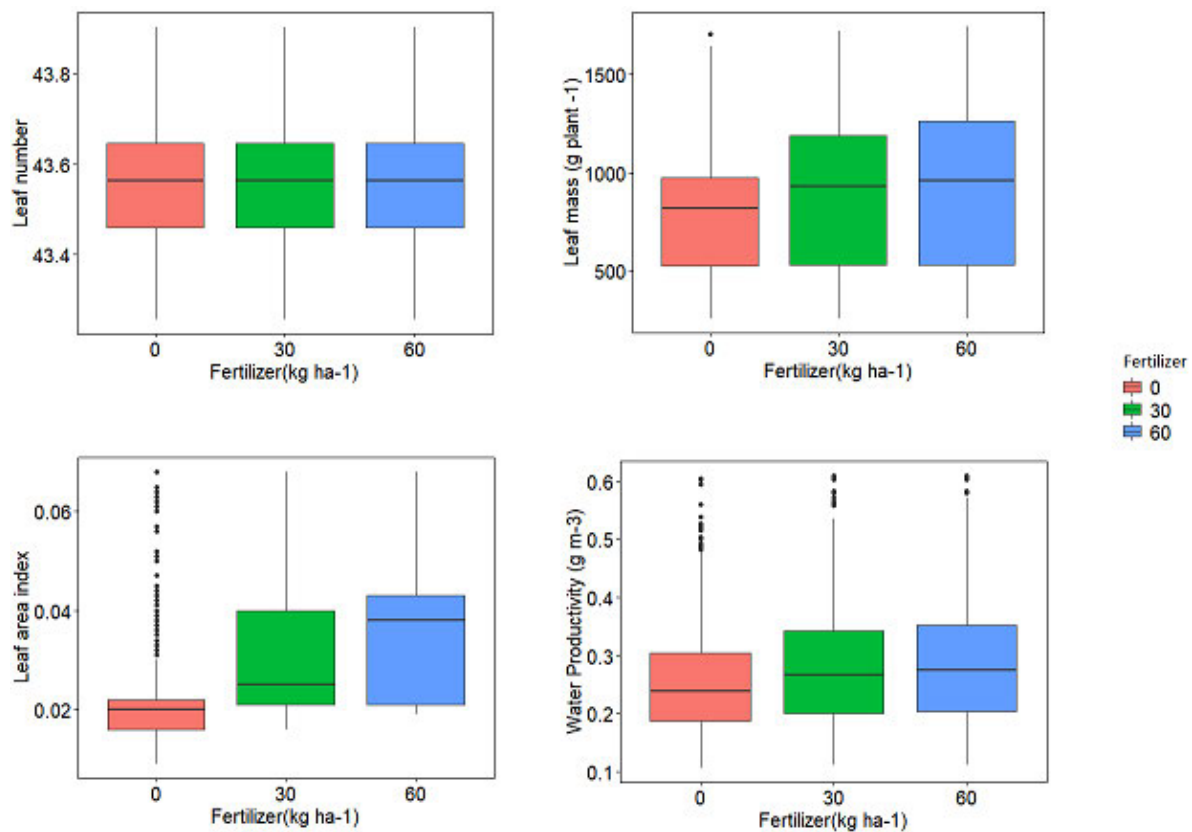 Leaf number
43.8
43.6
43.4
0 30 60
Fertilizer(kg ha-1)
Leaf mass (g plant -1)
1500
1000
500
0 30 60
Fertilizer(kg ha-1)
Fertilizer
0
30
60
Leaf area index
0.06
0.04
0.02
0 30 60
Fertilizer(kg ha-1)
Water Productivity (g m-3)
0.6
0.5
0.4
0.3
0.2
0.1
0 30 60
Fertilizer(kg ha-1)